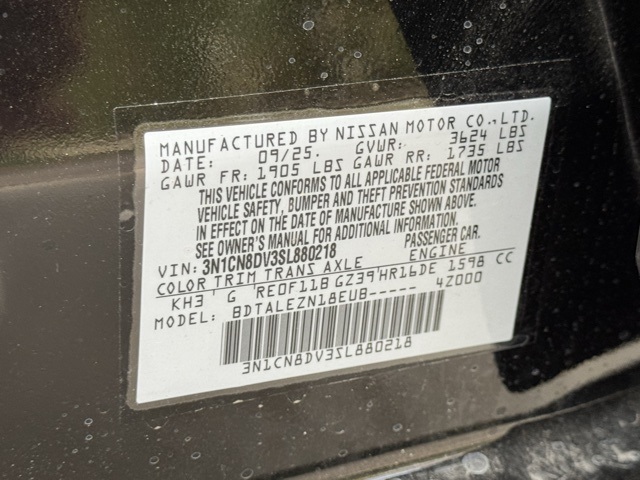 MANUFACTURED BY NISSAN MOTOR CO.,LTD.
DATE: 09/25. GVWR: 3624 LBS
GAWR FR: 1905 LBS GAWR RR: 1735 LBS
THIS VEHICLE CONFORMS TO ALL APPLICABLE FEDERAL MOTOR
VEHICLE SAFETY, BUMPER AND THEFT PREVENTION STANDARDS
IN EFFECT ON THE DATE OF MANUFACTURE SHOWN ABOVE.
SEE OWNER'S MANUAL FOR ADDITIONAL INFORMATION.
VIN: 3N1CN8DV3SL880218 PASSENGER CAR.
COLOR TRIM TRANS AXLE ENGINE
KH3 G RE0F11B GZ39 HR16DE 1598 CC
MODEL: BDTALEZN18EUB----- 4Z000
3N1CN8DV3SL880218